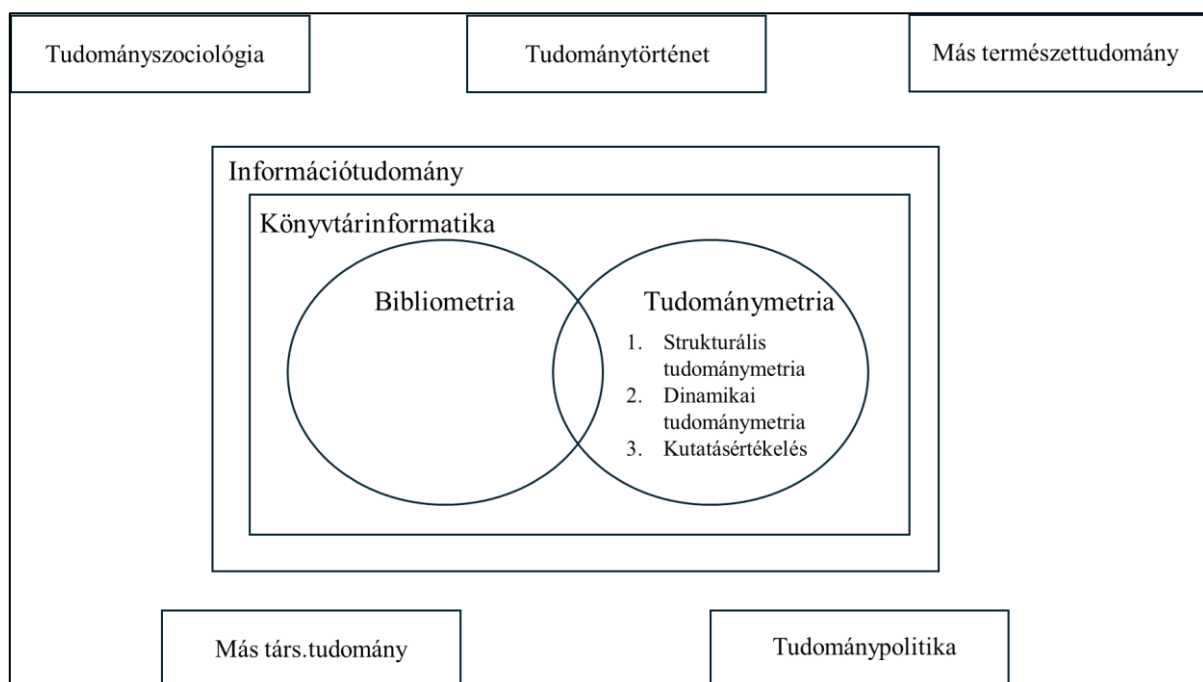 Tudományszociológia
Tudománytörténet
Más természettudomány
Információtudomány
Könyvtárinformatika
Bibliometria
Tudománymetria
1. Strukturális
tudománymetria
2. Dinamikai
tudománymetria
3. Kutatásértékelés
Más társ.tudomány
Tudománypolitika